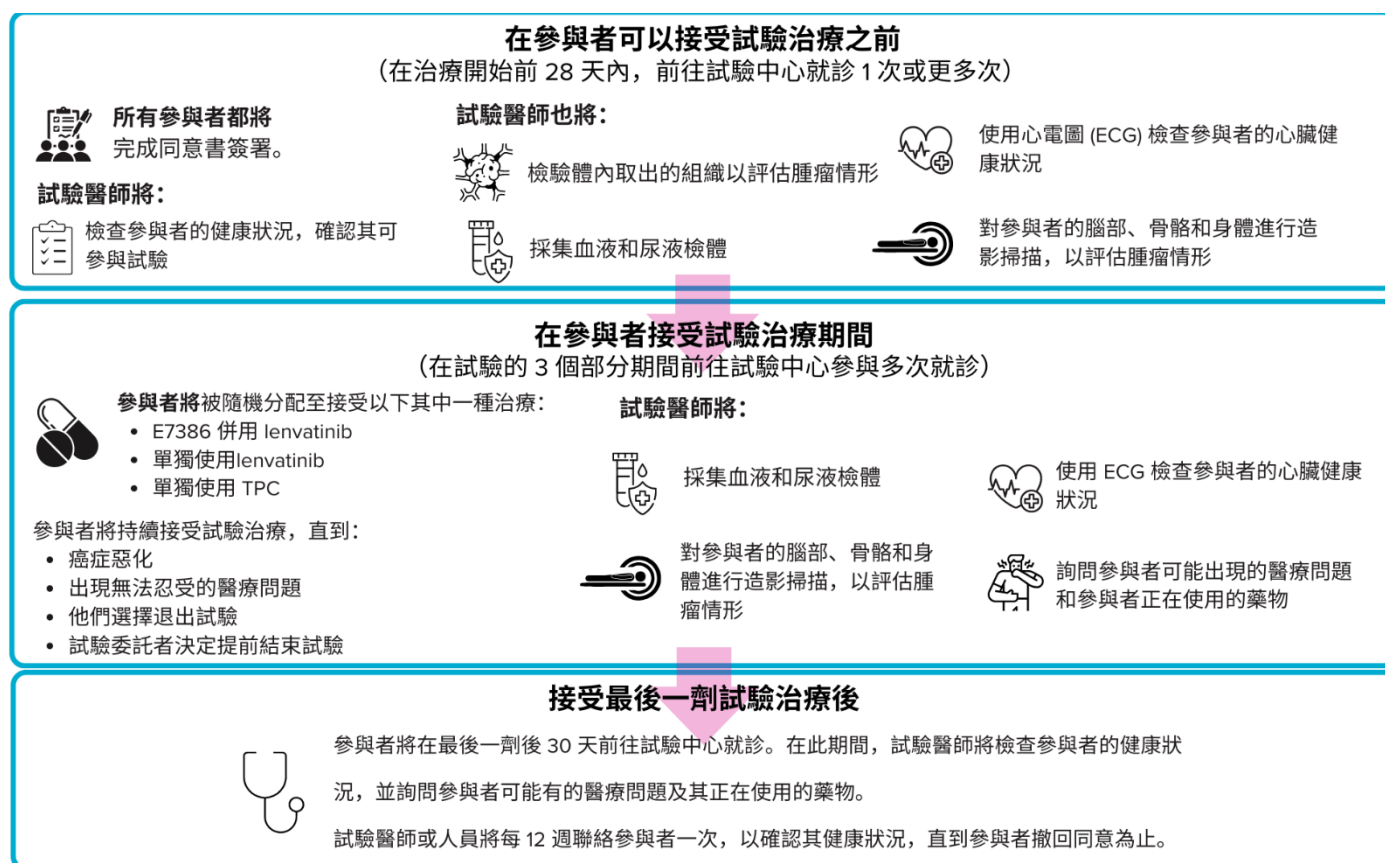 在參與者可以接受試驗治療之前
（在治療開始前 28 天內，前往試驗中心就診 1 次或更多次）
所有參與者都將
完成同意書簽署。
試驗醫師將：
檢查參與者的健康狀況，確認其可
參與試驗
試驗醫師也將：
檢驗體內取出的組織以評估腫瘤情形
採集血液和尿液檢體
使用心電圖 (ECG) 檢查參與者的心臟健
康狀況
對參與者的腦部、骨骼和身體進行造
影掃描，以評估腫瘤情形
在參與者接受試驗治療期間
（在試驗的 3 個部分期間前往試驗中心參與多次就診）
參與者將被隨機分配至接受以下其中一種治療：
• E7386 併用 lenvatinib
• 單獨使用lenvatinib
• 單獨使用 TPC
參與者將持續接受試驗治療，直到：
• 癌症惡化
• 出現無法忍受的醫療問題
• 他們選擇退出試驗
• 試驗委託者決定提前結束試驗
試驗醫師將：
採集血液和尿液檢體
對參與者的腦部、骨骼和身
體進行造影掃描，以評估腫
瘤情形
使用 ECG 檢查參與者的心臟健康
狀況
詢問參與者可能出現的醫療問題
和參與者正在使用的藥物
接受最後一劑試驗治療後
參與者將在最後一劑後 30 天前往試驗中心就診。在此期間，試驗醫師將檢查參與者的健康狀
況，並詢問參與者可能有的醫療問題及其正在使用的藥物。
試驗醫師或人員將每 12 週聯絡參與者一次，以確認其健康狀況，直到參與者撤回同意為止。